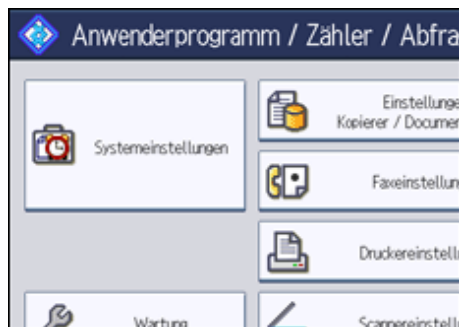 Anwenderprogramm / Zähler / Abfra
Systemeinstellungen
Einstellunge
Kopierer / Documen
Faxeinstellun
Druckereinstell
Wartung
Scannereinstell